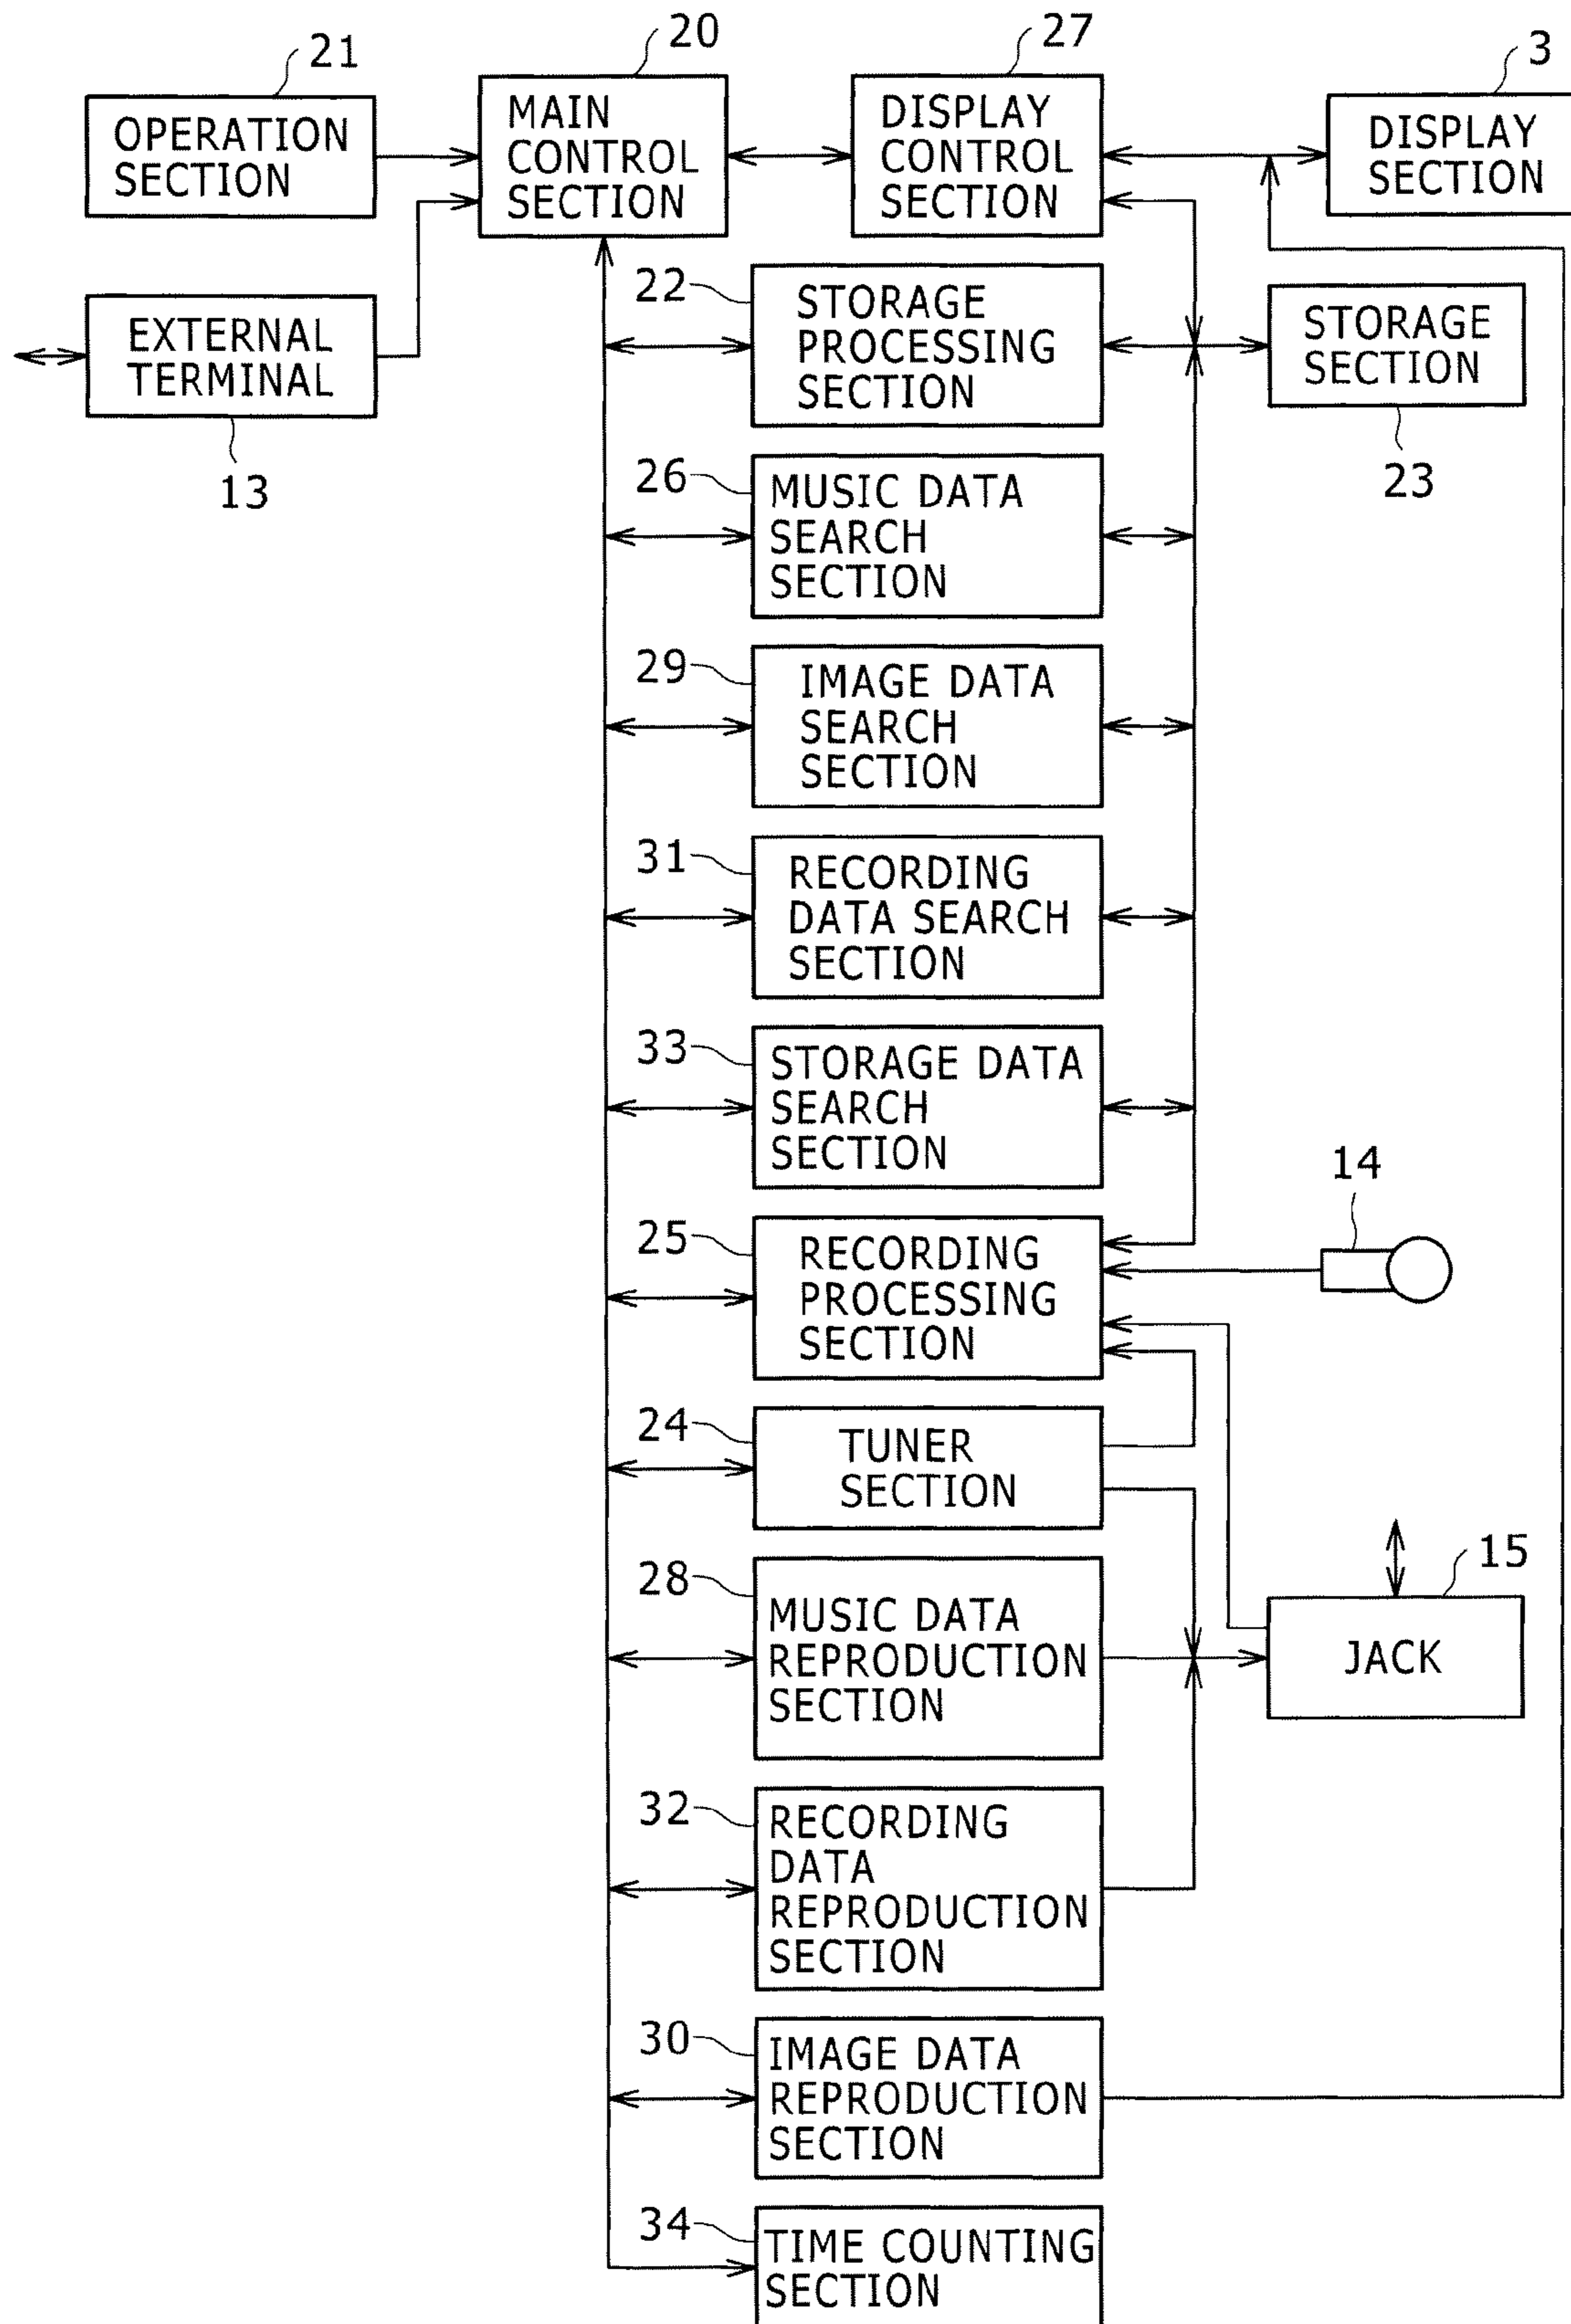 21
20
27
3
OPERATION
SECTION
MAIN
CONTROL
SECTION
DISPLAY
CONTROL
SECTION
DISPLAY
SECTION
EXTERNAL
TERMINAL
13
22
STORAGE
PROCESSING
SECTION
STORAGE
SECTION
23
26
MUSIC DATA
SEARCH
SECTION
29
IMAGE DATA
SEARCH
SECTION
31
RECORDING
DATA SEARCH
SECTION
33
STORAGE DATA
SEARCH
SECTION
14
25
RECORDING
PROCESSING
SECTION
24
TUNER
SECTION
28
MUSIC DATA
REPRODUCTION
SECTION
15
JACK
32
RECORDING
DATA
REPRODUCTION
SECTION
30
IMAGE DATA
REPRODUCTION
SECTION
34
TIME COUNTING
SECTION